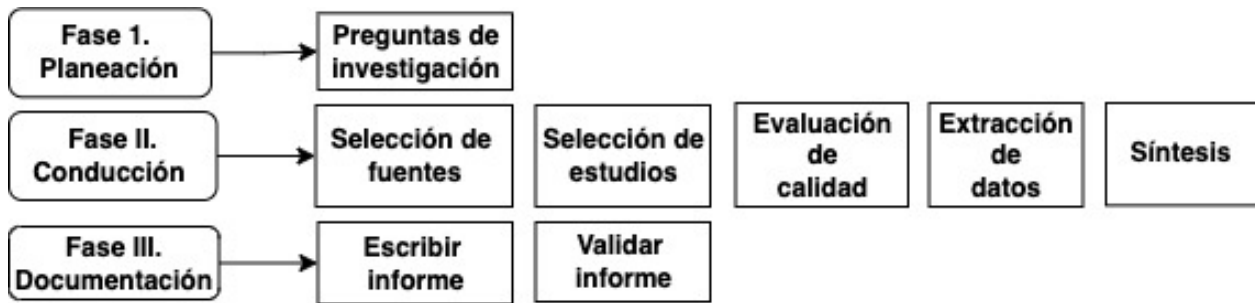 Fase 1.
Planeación
Preguntas de
investigación
Fase II.
Conducción
Selección de
fuentes
Selección de
estudios
Evaluación
de
calidad
Extracción
de
datos
Síntesis
Fase III.
Documentación
Escribir
informe
Validar
informe